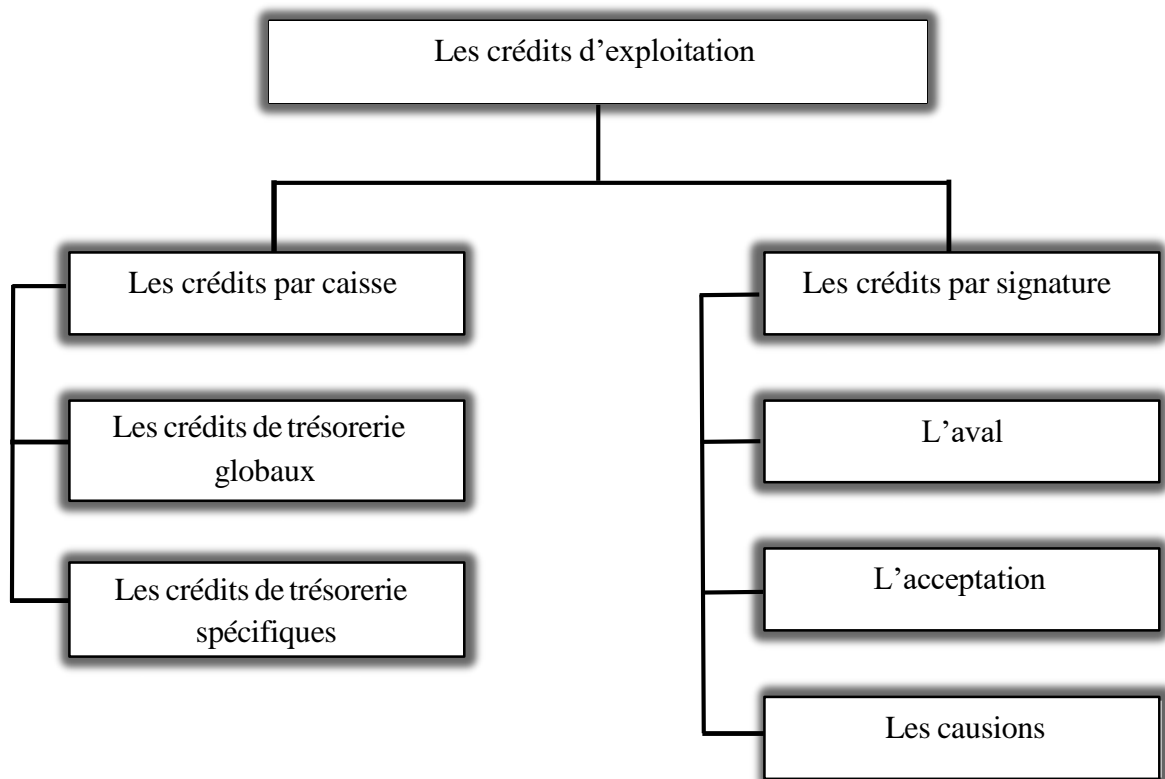 Les crédits d’exploitation
Les crédits par caisse
Les crédits de trésorerie
globaux
Les crédits de trésorerie
spécifiques
Les crédits par signature
L’aval
L’acceptation
Les causions